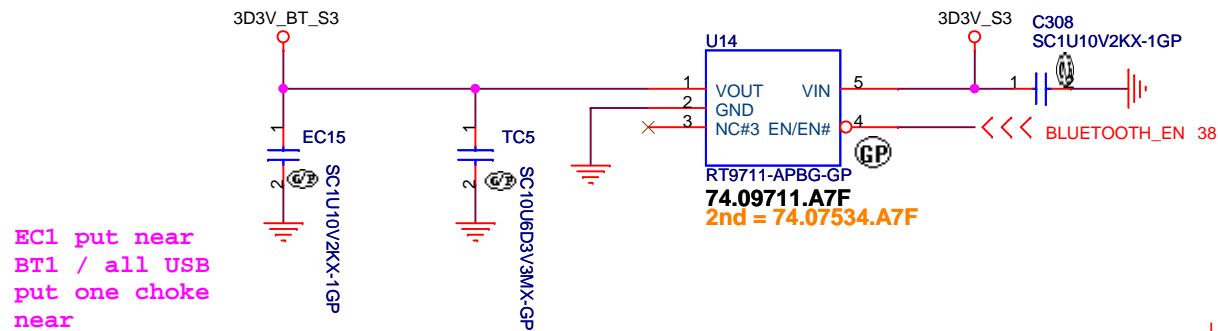 3D3V_BT_S3
3D3V_S3
C308
SC1U10V2KX-1GP
U14
1
VOUT
VIN
5
1
2
2
GND
3
NC#3
EN/EN#
4
BLUETOOTH_EN 38
GP
RT9711-APBG-GP
74.09711.A7F
2nd = 74.07534.A7F
1
EC15
2
SC1U10V2KX-1GP
1
TC5
2
SC10U6D3V3MX-GP
EC1 put near
BT1 / all USB
put one choke
near